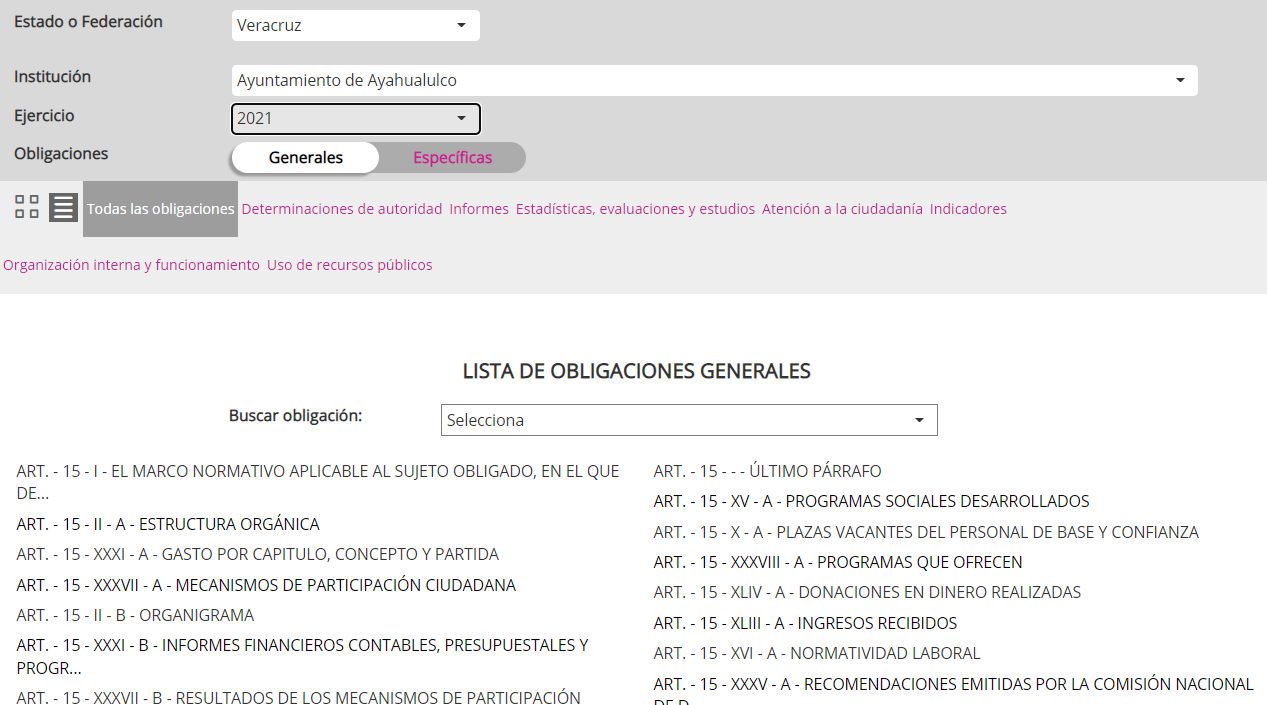 Estado o Federación
Veracruz
Institución
Ayuntamiento de Ayahualulco
Ejercicio
2021
Obligaciones
Generales
Específicas
Todas las obligaciones Determinaciones de autoridad Informes Estadísticas, evaluaciones y estudios Atención a la ciudadanía Indicadores
Organización interna y funcionamiento Uso de recursos públicos
LISTA DE OBLIGACIONES GENERALES
Buscar obligación:
Selecciona
ART. - 15 - I - EL MARCO NORMATIVO APLICABLE AL SUJETO OBLIGADO, EN EL QUE
DE...
ART. - 15 - II - A - ESTRUCTURA ORGÁNICA
ART. - 15 - XXXI - A - GASTO POR CAPITULO, CONCEPTO Y PARTIDA
ART. - 15 - XXXVII - A - MECANISMOS DE PARTICIPACIÓN CIUDADANA
ART. - 15 - II - B - ORGANIGRAMA
ART. - 15 - XXXI - B - INFORMES FINANCIEROS CONTABLES, PRESUPUESTALES Y
PROGR...
ART. - 15 - XXXVII - B - RESULTADOS DE LOS MECANISMOS DE PARTICIPACIÓN
ART. - 15 - - - ÚLTIMO PÁRRAFO
ART. - 15 - XV - A - PROGRAMAS SOCIALES DESARROLLADOS
ART. - 15 - X - A - PLAZAS VACANTES DEL PERSONAL DE BASE Y CONFIANZA
ART. - 15 - XXXVIII - A - PROGRAMAS QUE OFRECEN
ART. - 15 - XLIV - A - DONACIONES EN DINERO REALIZADAS
ART. - 15 - XLIII - A - INGRESOS RECIBIDOS
ART. - 15 - XVI - A - NORMATIVIDAD LABORAL
ART. - 15 - XXXV - A - RECOMENDACIONES EMITIDAS POR LA COMISIÓN NACIONAL
DE D...